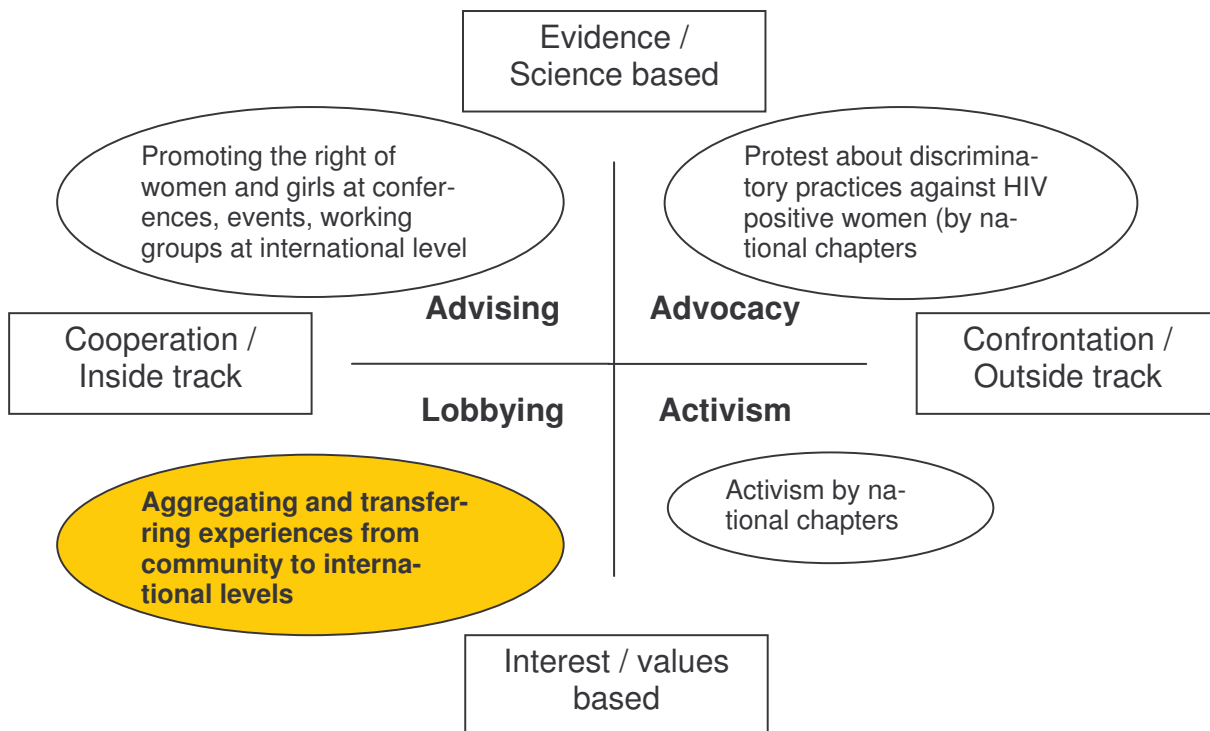 Evidence /
Science based
Promoting the right of
women and girls at confer-
ences, events, working
groups at international level
Protest about discrimina-
tory practices against HIV
positive women (by na-
tional chapters
Advising
Advocacy
Cooperation /
Inside track
Confrontation /
Outside track
Lobbying
Activism
Aggregating and transfer-
ring experiences from
community to interna-
tional levels
Activism by na-
tional chapters
Interest / values
based